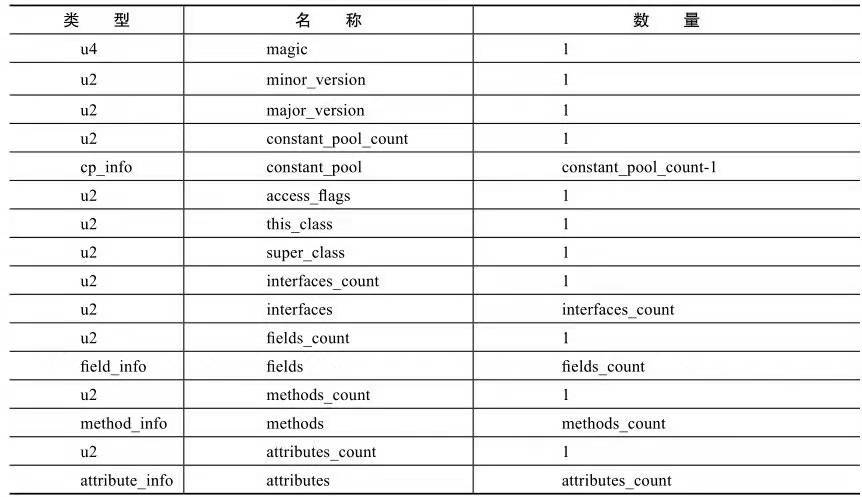 类 型 名 称 数 量
u4 magic 1
u2 minor_version 1
u2 major_version 1
u2 constant_pool_count 1
cp_info constant_pool constant_pool_count-1
u2 access_flags 1
u2 this_class 1
u2 super_class 1
u2 interfaces_count 1
u2 interfaces interfaces_count
u2 fields_count 1
field_info fields fields_count
u2 methods_count 1
method_info methods methods_count
u2 attributes_count 1
attribute_info attributes attributes_count